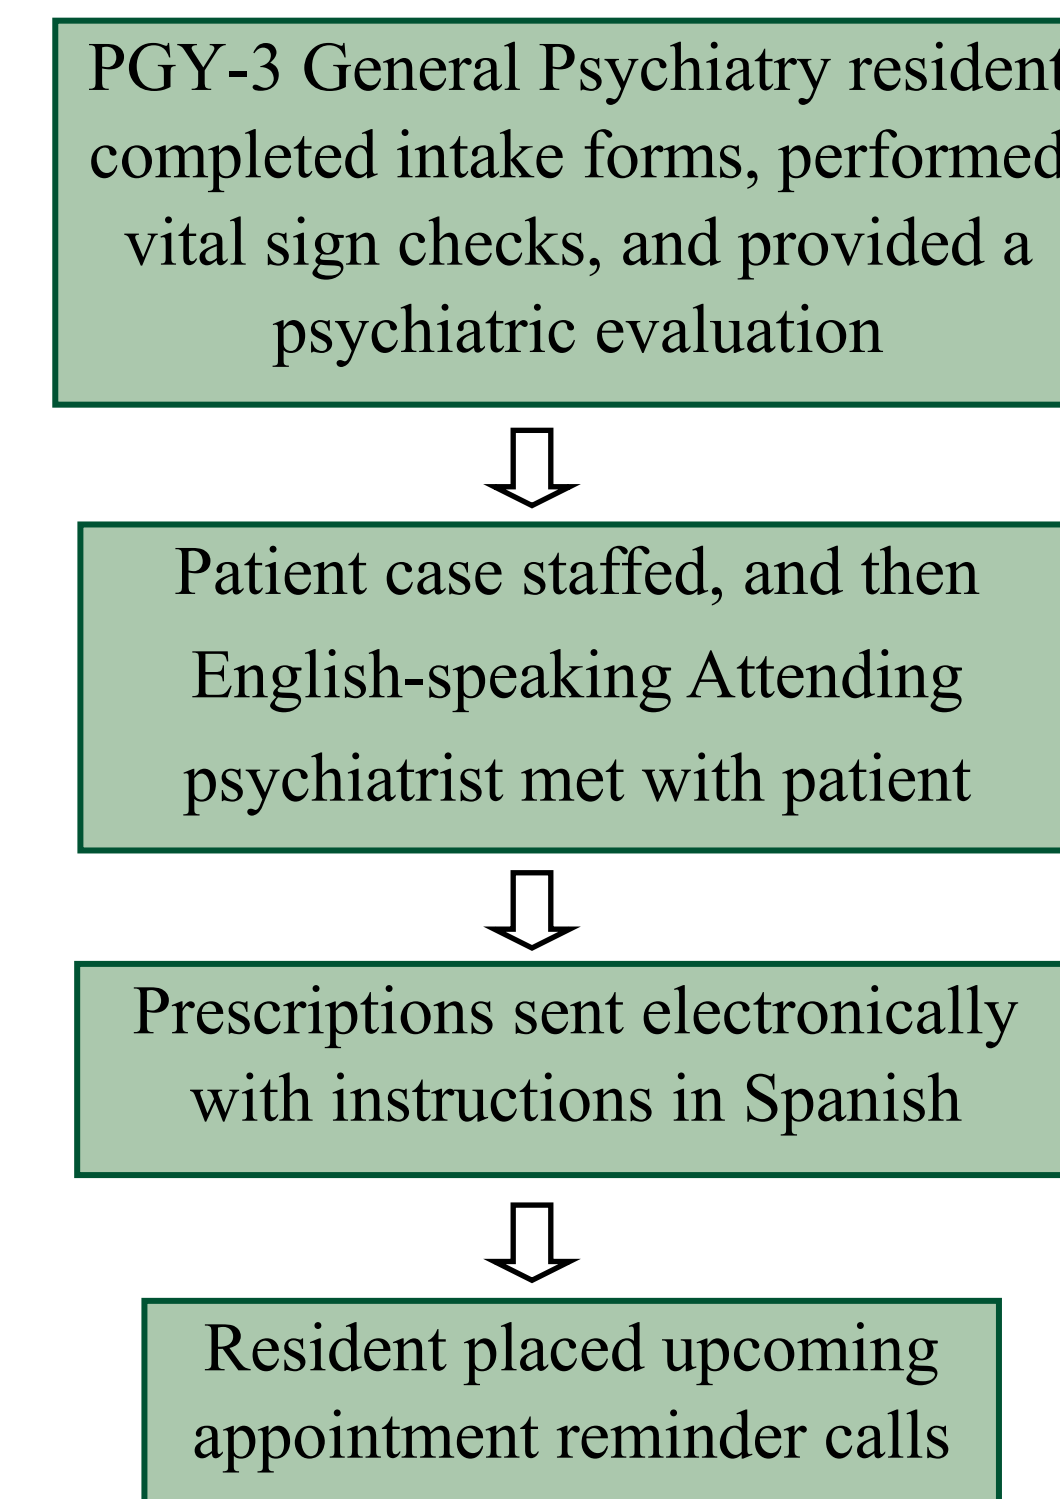 PGY-3 General Psychiatry resident
completed intake forms, performed
vital sign checks, and provided a
psychiatric evaluation
Patient case staffed, and then
English-speaking Attending
psychiatrist met with patient
Prescriptions sent electronically
with instructions in Spanish
Resident placed upcoming
appointment reminder calls